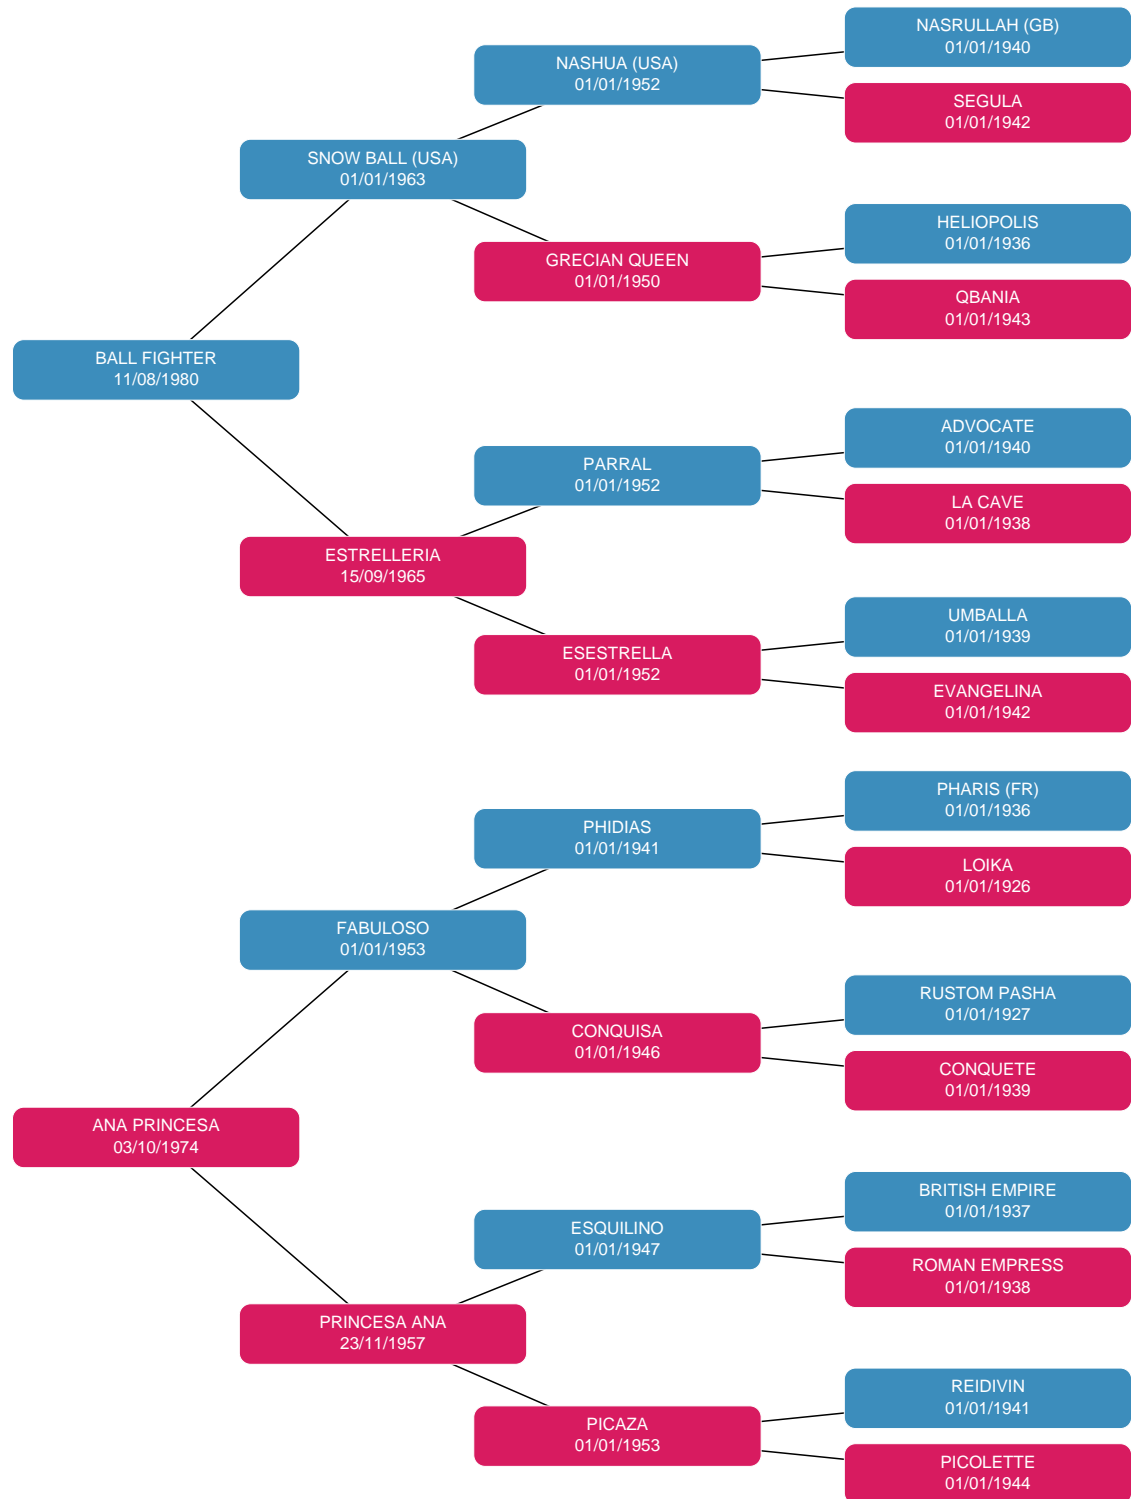 NASRULLAH (GB)
01/01/1940
NASHUA (USA)
01/01/1952
SEGULA
01/01/1942
SNOW BALL (USA)
01/01/1963
HELIOPOLIS
01/01/1936
GRECIAN QUEEN
01/01/1950
QBANIA
01/01/1943
BALL FIGHTER
11/08/1980
ADVOCATE
01/01/1940
PARRAL
01/01/1952
LA CAVE
01/01/1938
ESTRELLERIA
15/09/1965
UMBALLA
01/01/1939
ESESTRELLA
01/01/1952
EVANGELINA
01/01/1942
PHARIS (FR)
01/01/1936
PHIDIAS
01/01/1941
LOIKA
01/01/1926
FABULOSO
01/01/1953
RUSTOM PASHA
01/01/1927
CONQUISA
01/01/1946
CONQUETE
01/01/1939
ANA PRINCESA
03/10/1974
BRITISH EMPIRE
01/01/1937
ESQUILINO
01/01/1947
ROMAN EMPRESS
01/01/1938
PRINCESA ANA
23/11/1957
REIDIVIN
01/01/1941
PICAZA
01/01/1953
PICOLETTE
01/01/1944